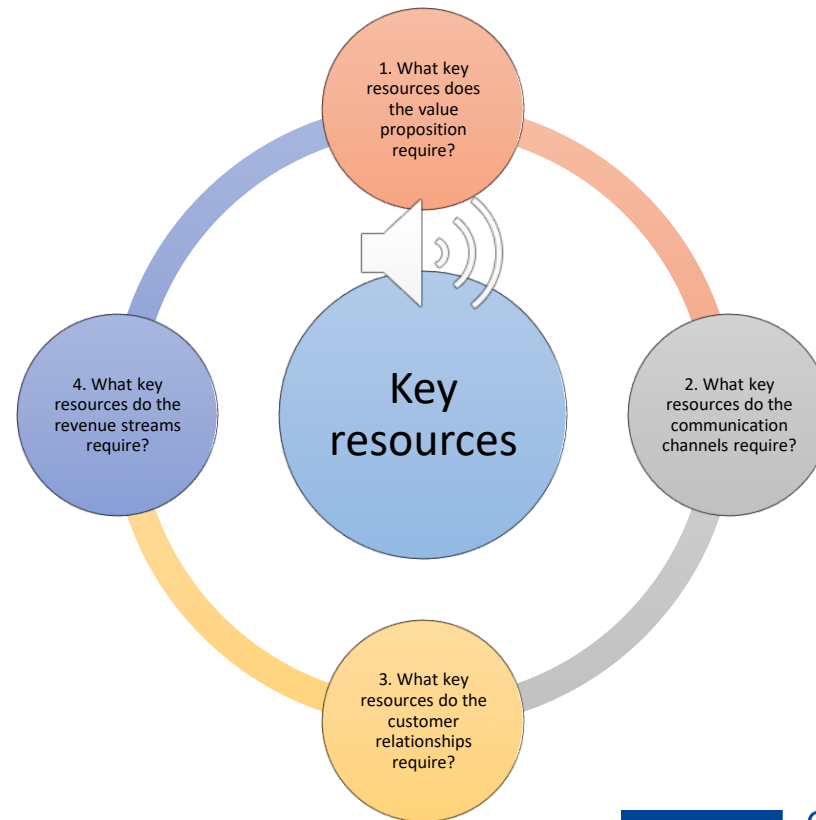 1. What key
resources does
the value
proposition
require?
Key
resources
4. What key
resources do the
revenue streams
require?
2. What key
resources do the
communication
channels require?
3. What key
resources do the
customer
relationships
require?